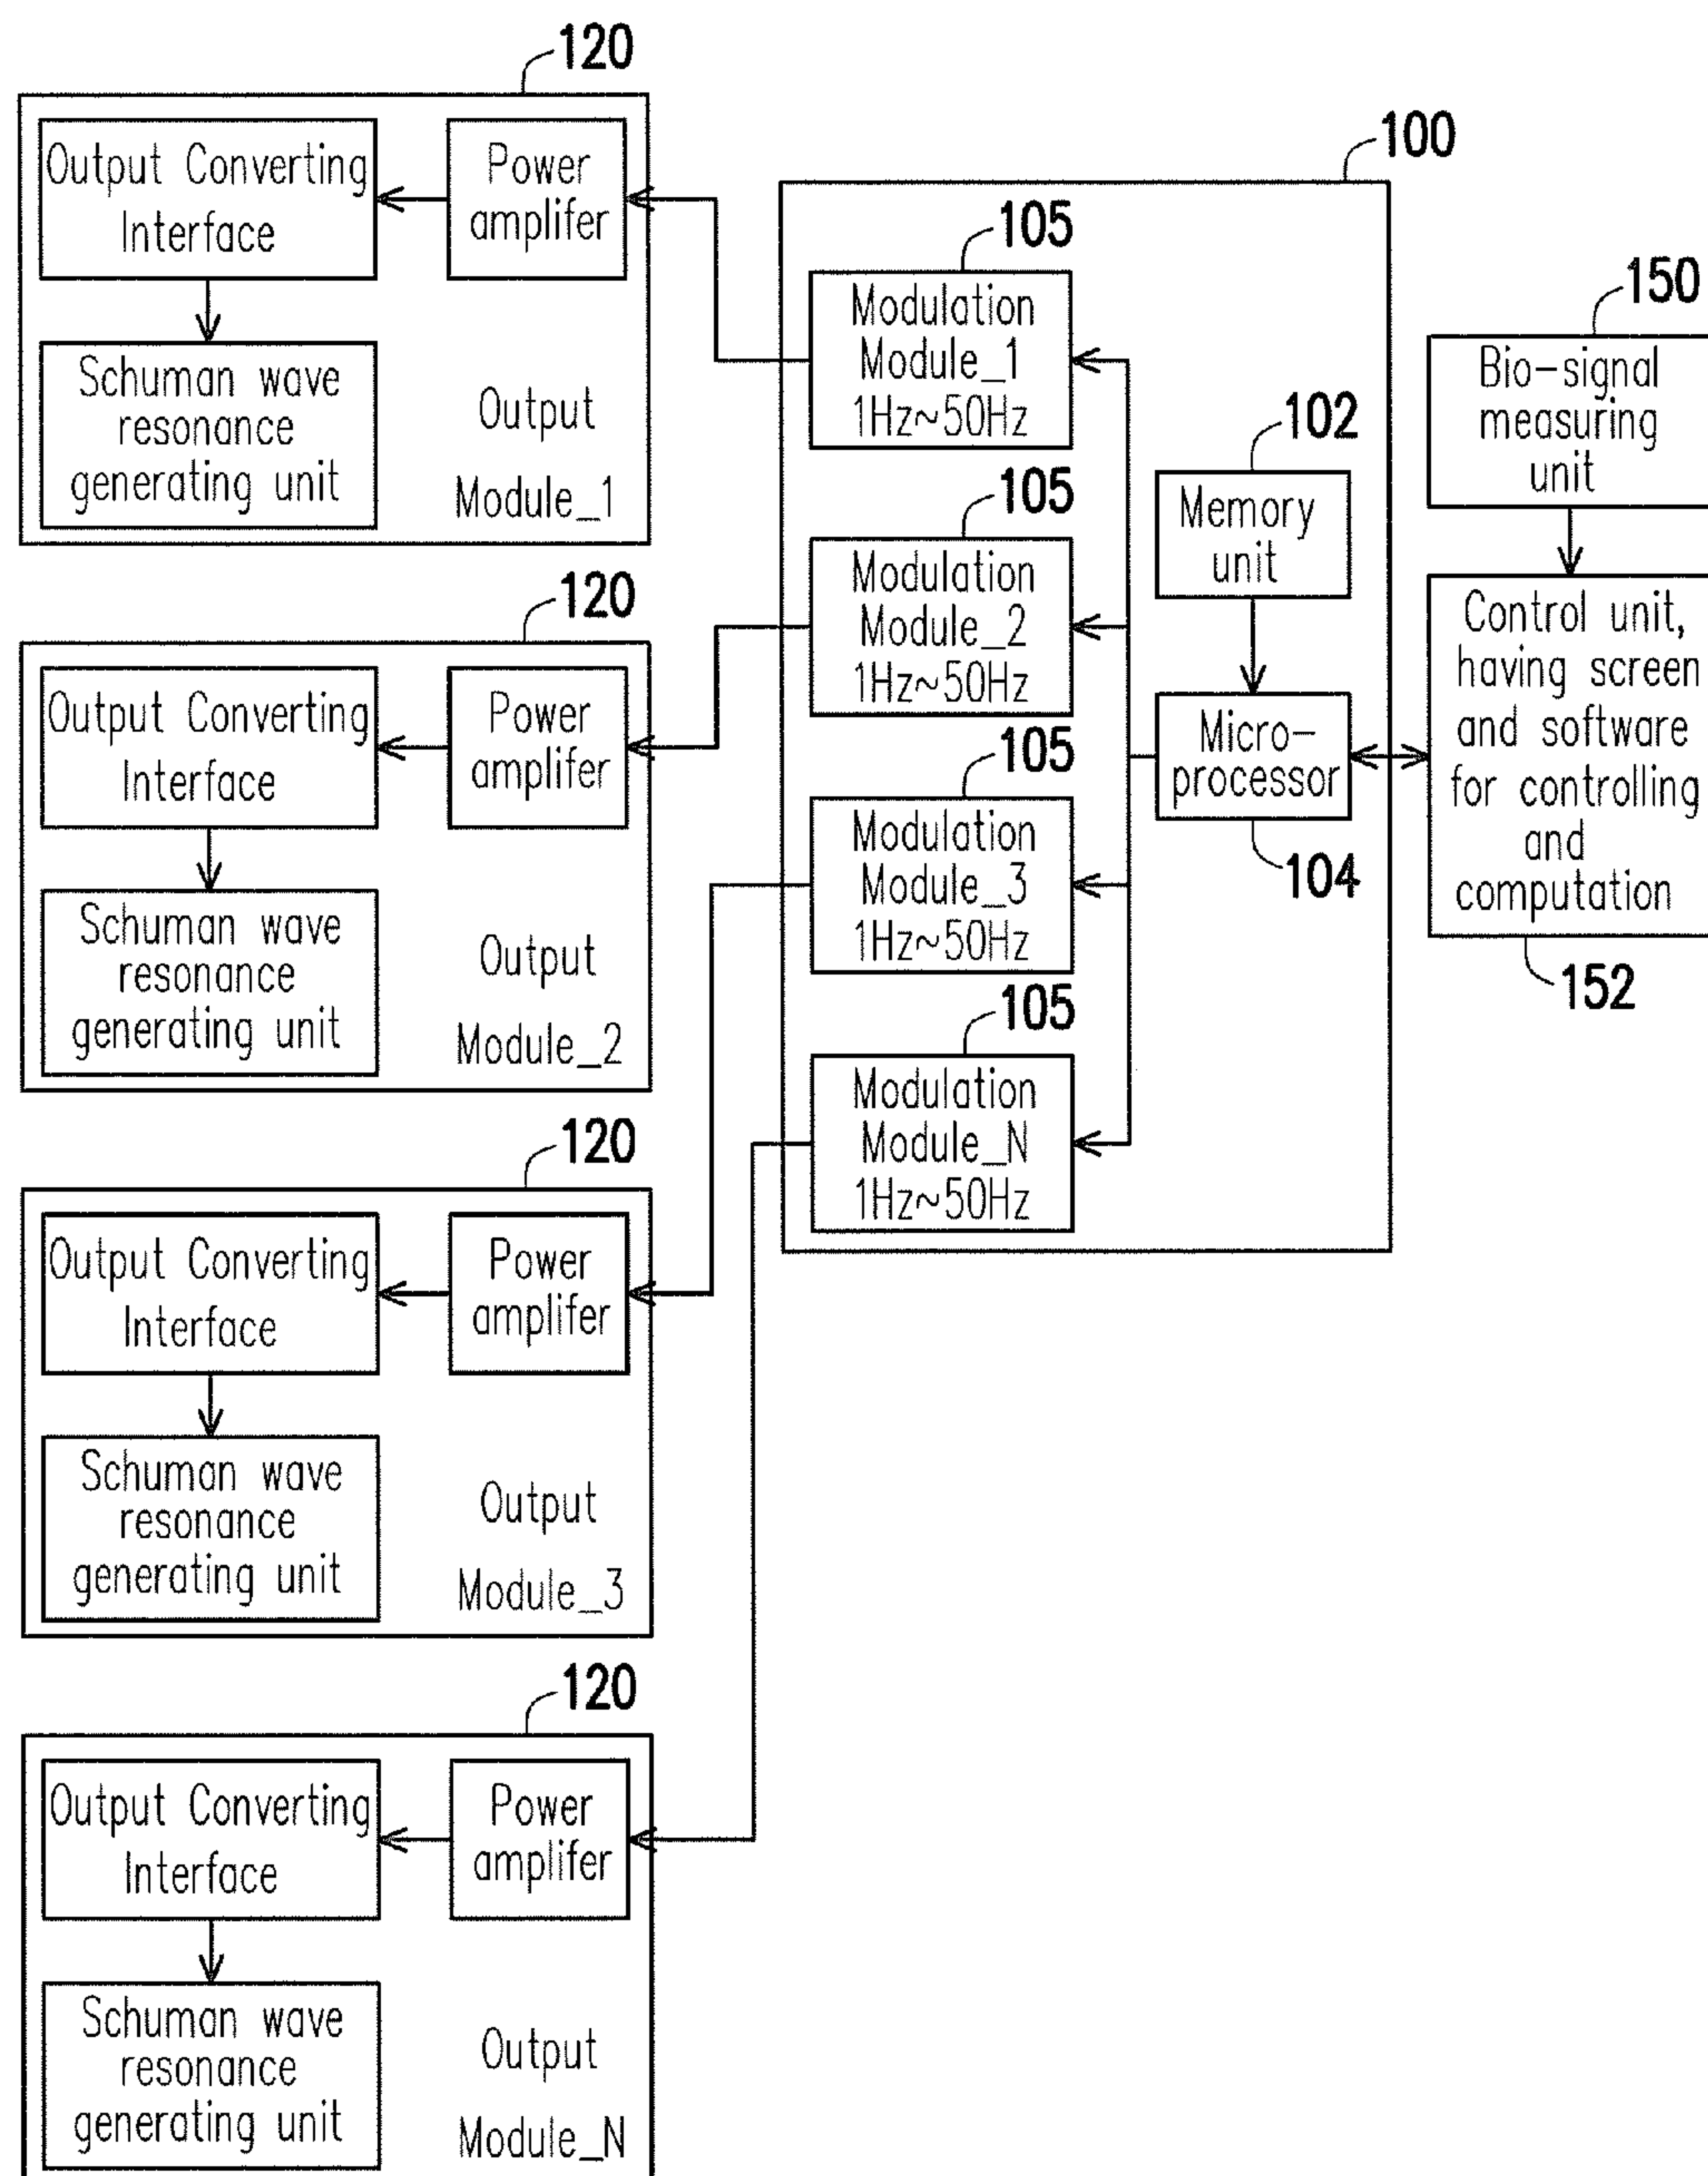 120
Output Converting
Interface
Power
amplifer
Schuman wave
resonance
generating unit
Output
Module_1
120
Output Converting
Interface
Power
amplifer
Schuman wave
resonance
generating unit
Output
Module_2
120
Output Converting
Interface
Power
amplifer
Schuman wave
resonance
generating unit
Output
Module_3
120
Output Converting
Interface
Power
amplifer
Schuman wave
resonance
generating unit
Output
Module_N
100
105
Modulation
Module_1
1Hz~50Hz
105
Modulation
Module_2
1Hz~50Hz
105
Modulation
Module_3
1Hz~50Hz
105
Modulation
Module_N
1Hz~50Hz
102
Memory
unit
Micro-
processor
104
150
Bio-signal
measuring
unit
Control unit,
having screen
and software
for controlling
and
computation
152